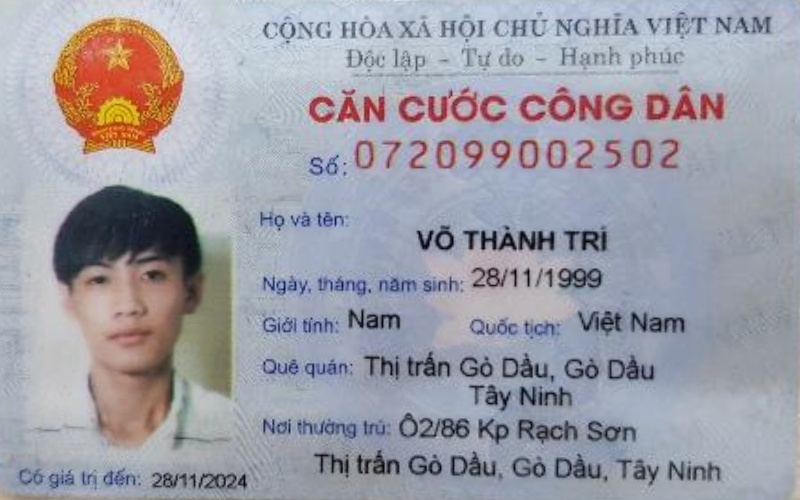 CỘNG HÒA XÃ HỘI CHỦ NGHĨA VIỆT NAM
Độc lập - Tự do - Hạnh phúc
CĂN CƯỚC CÔNG DÂN
Số: 072099002502
Họ và tên:
VÕ THÀNH TRÍ
Ngày, tháng, năm sinh: 28/11/1999
Giới tính: Nam Quốc tịch: Việt Nam
Quê quán: Thị trấn Gò Dầu, Gò Dầu
Tây Ninh
Nơi thường trú: Ô2/86 Kp Rạch Sơn
Thị trấn Gò Dầu, Gò Dầu, Tây Ninh
Có giá trị đến: 28/11/2024